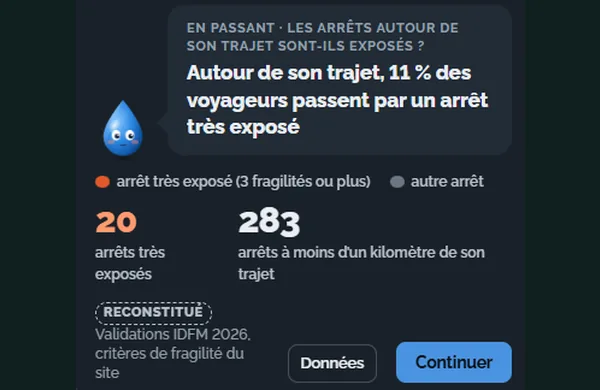 EN PASSANT · LES ARRÊTS AUTOUR DE
SON TRAJET SONT-ILS EXPOSÉS ?
Autour de son trajet, 11 % des
voyageurs passent par un arrêt
très exposé
arrêt très exposé (3 fragilités ou plus)
autre arrêt
20
arrêts très
exposés
283
arrêts à moins d'un kilomètre de son
trajet
RECONSTITUÉ
Validations IDFM 2026,
critères de fragilité du
site
Données
Continuer